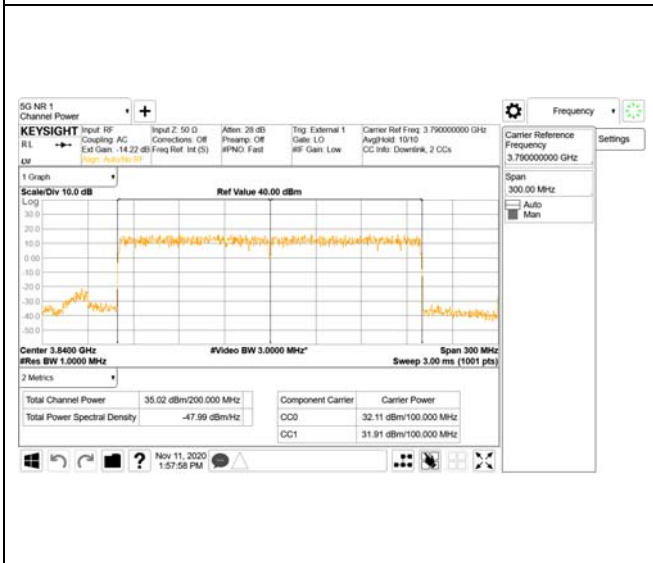 5G NR 1
Channel Power
Frequency
KEYSIGHT
RL
Input: RF
Coupling: AC
Ext Gain: -14.22 dB
Align: Auto/No RF
Input Z: 50 Ω
Corrections: Off
Freq Ref: Int (S)
Atten: 28 dB
Preamp: Off
#PNO: Fast
Trig: External 1
Gate: LO
#IF Gain: Low
Carrier Ref Freq: 3.790000000 GHz
Avg|Hold: 10/10
CC Info: Downlink, 2 CCs
Carrier Reference
Frequency
3.790000000 GHz
Settings
Span
300.00 MHz
Auto
Man
1 Graph
Scale/Div 10.0 dB
Ref Value 40.00 dBm
Log
30.0
20.0
10.0
0.00
-10.0
-20.0
-30.0
-40.0
-50.0
Center 3.8400 GHz
#Video BW 3.0000 MHz*
Span 300 MHz
#Res BW 1.0000 MHz
Sweep 3.00 ms (1001 pts)
2 Metrics
Total Channel Power 35.02 dBm/200.000 MHz
Total Power Spectral Density -47.99 dBm/Hz
Component Carrier Carrier Power
CC0 32.11 dBm/100.000 MHz
CC1 31.91 dBm/100.000 MHz
Nov 11, 2020
1:57:58 PM